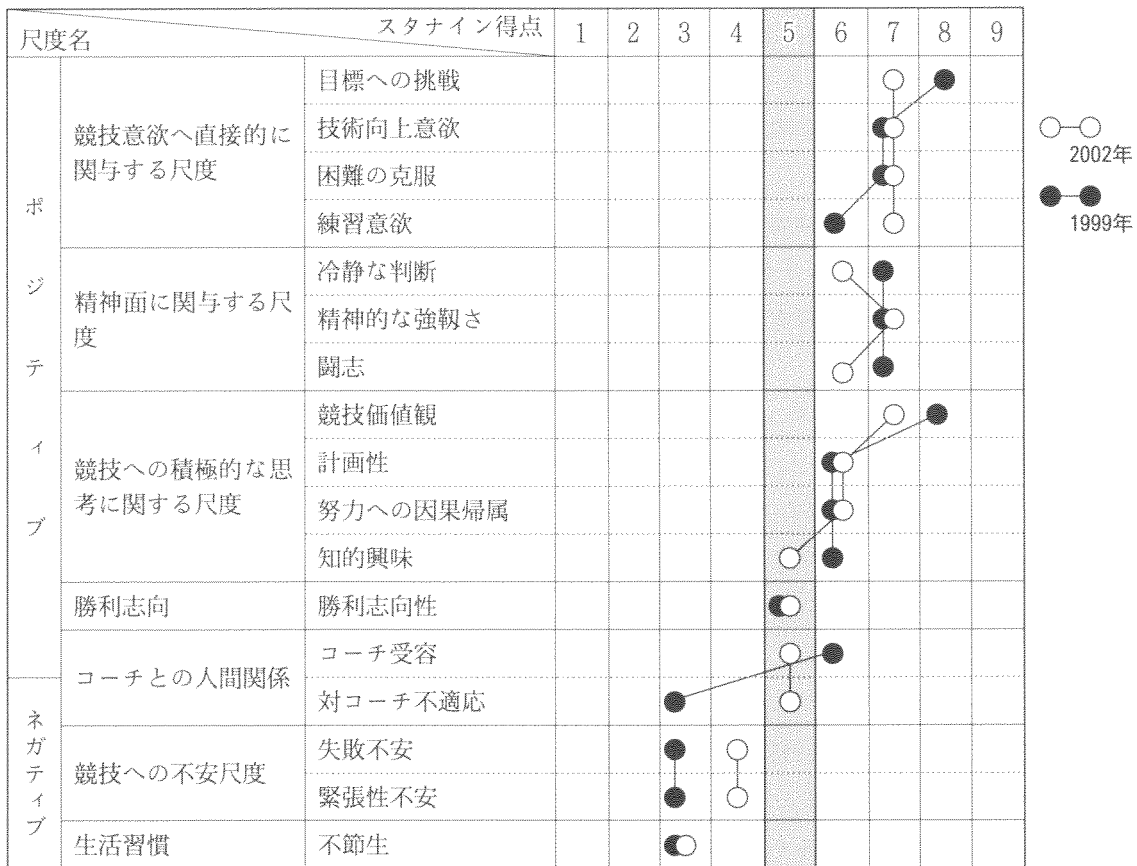 尺度名 スタナイン得点 1 2 3 4 5 6 7 8 9
ポジティブ
競技意欲へ直接的に
関与する尺度
目標への挑戦
技術向上意欲
困難の克服
練習意欲
精神面に関与する尺
度
冷静な判断
精神的な強靱さ
闘志
競技への積極的な思
考に関する尺度
競技価値観
計画性
努力への因果帰属
知的興味
勝利志向 勝利志向性
コーチとの人間関係
コーチ受容
対コーチ不適応
ネガティブ
競技への不安尺度
失敗不安
緊張性不安
生活習慣 不節生
2002年
1999年